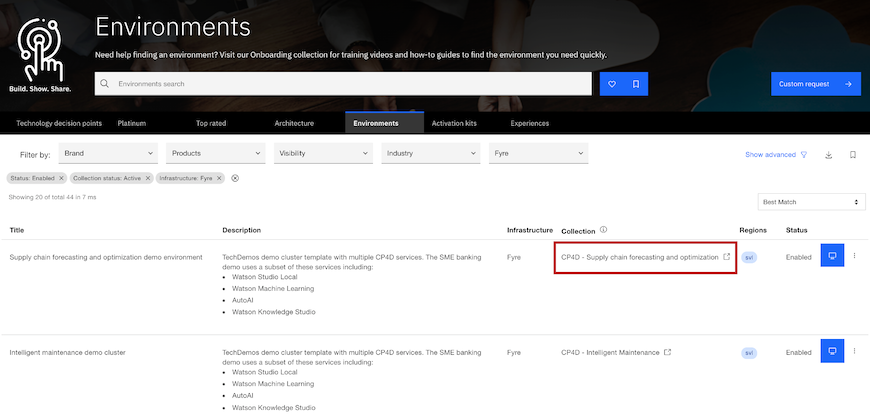 Environments
Need help finding an environment? Visit our Onboarding collection for training videos and how-to guides to find the environment you need quickly.
Build. Show. Share.
Environments search
Custom request
Technology decision points Platinum Top rated Architecture Environments Activation kits Experiences
Filter by: Brand Products Visibility Industry Fyre Show advanced
Status: Enabled Collection status: Active Infrastructure: Fyre
Showing 20 of total 44 in 7 ms
Best Match
Title Description Infrastructure Collection Regions Status
Supply chain forecasting and optimization demo environment TechDemos demo cluster template with multiple CP4D services. The SME banking Fyre CP4D - Supply chain forecasting and optimization svl Enabled
demo uses a subset of these services including:
• Watson Studio Local
• Watson Machine Learning
• AutoAI
• Watson Knowledge Studio
Intelligent maintenance demo cluster TechDemos demo cluster template with multiple CP4D services. The SME banking Fyre CP4D - Intelligent Maintenance svl Enabled
demo uses a subset of these services including:
• Watson Studio Local
• Watson Machine Learning
• AutoAI
• Watson Knowledge Studio